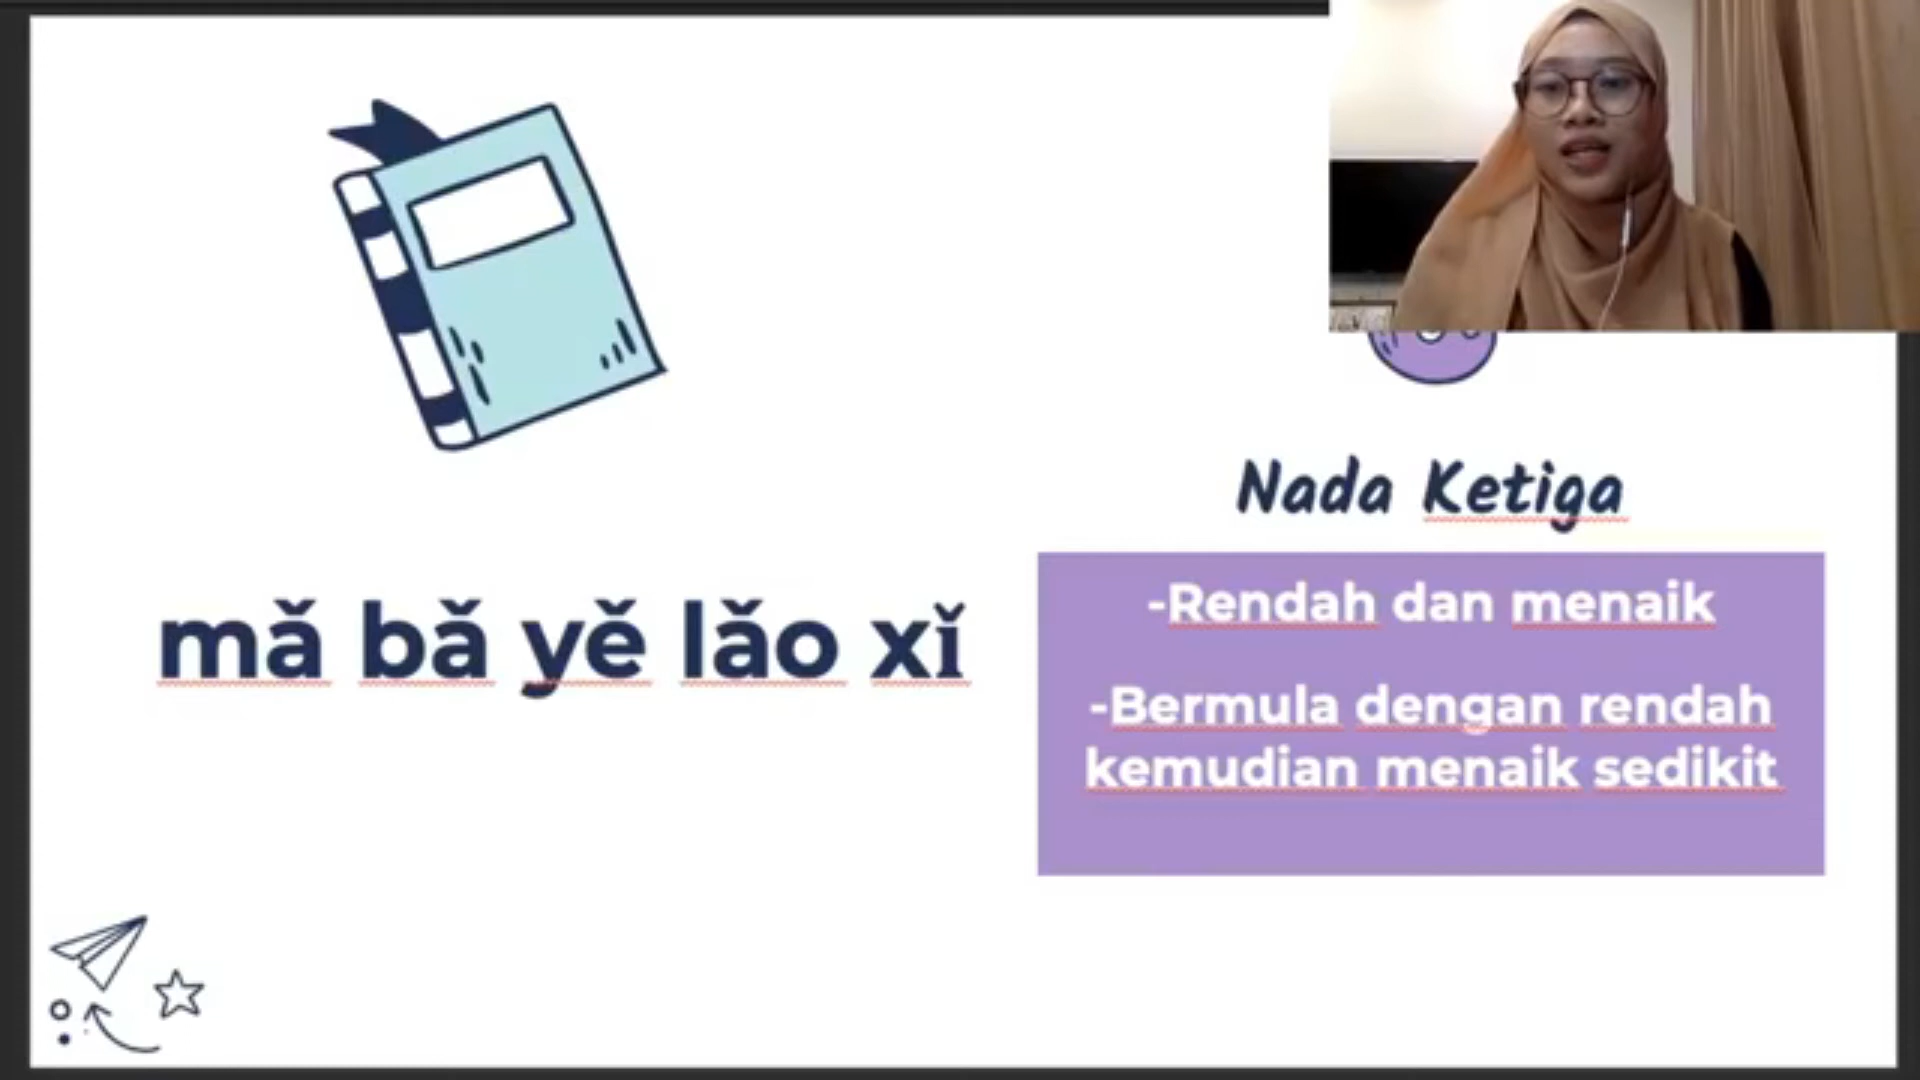 mǎ bǎ yě lǎo xǐ
Nada Ketiga
-Rendah dan menaik
-Bermula dengan rendah
kemudian menaik sedikit